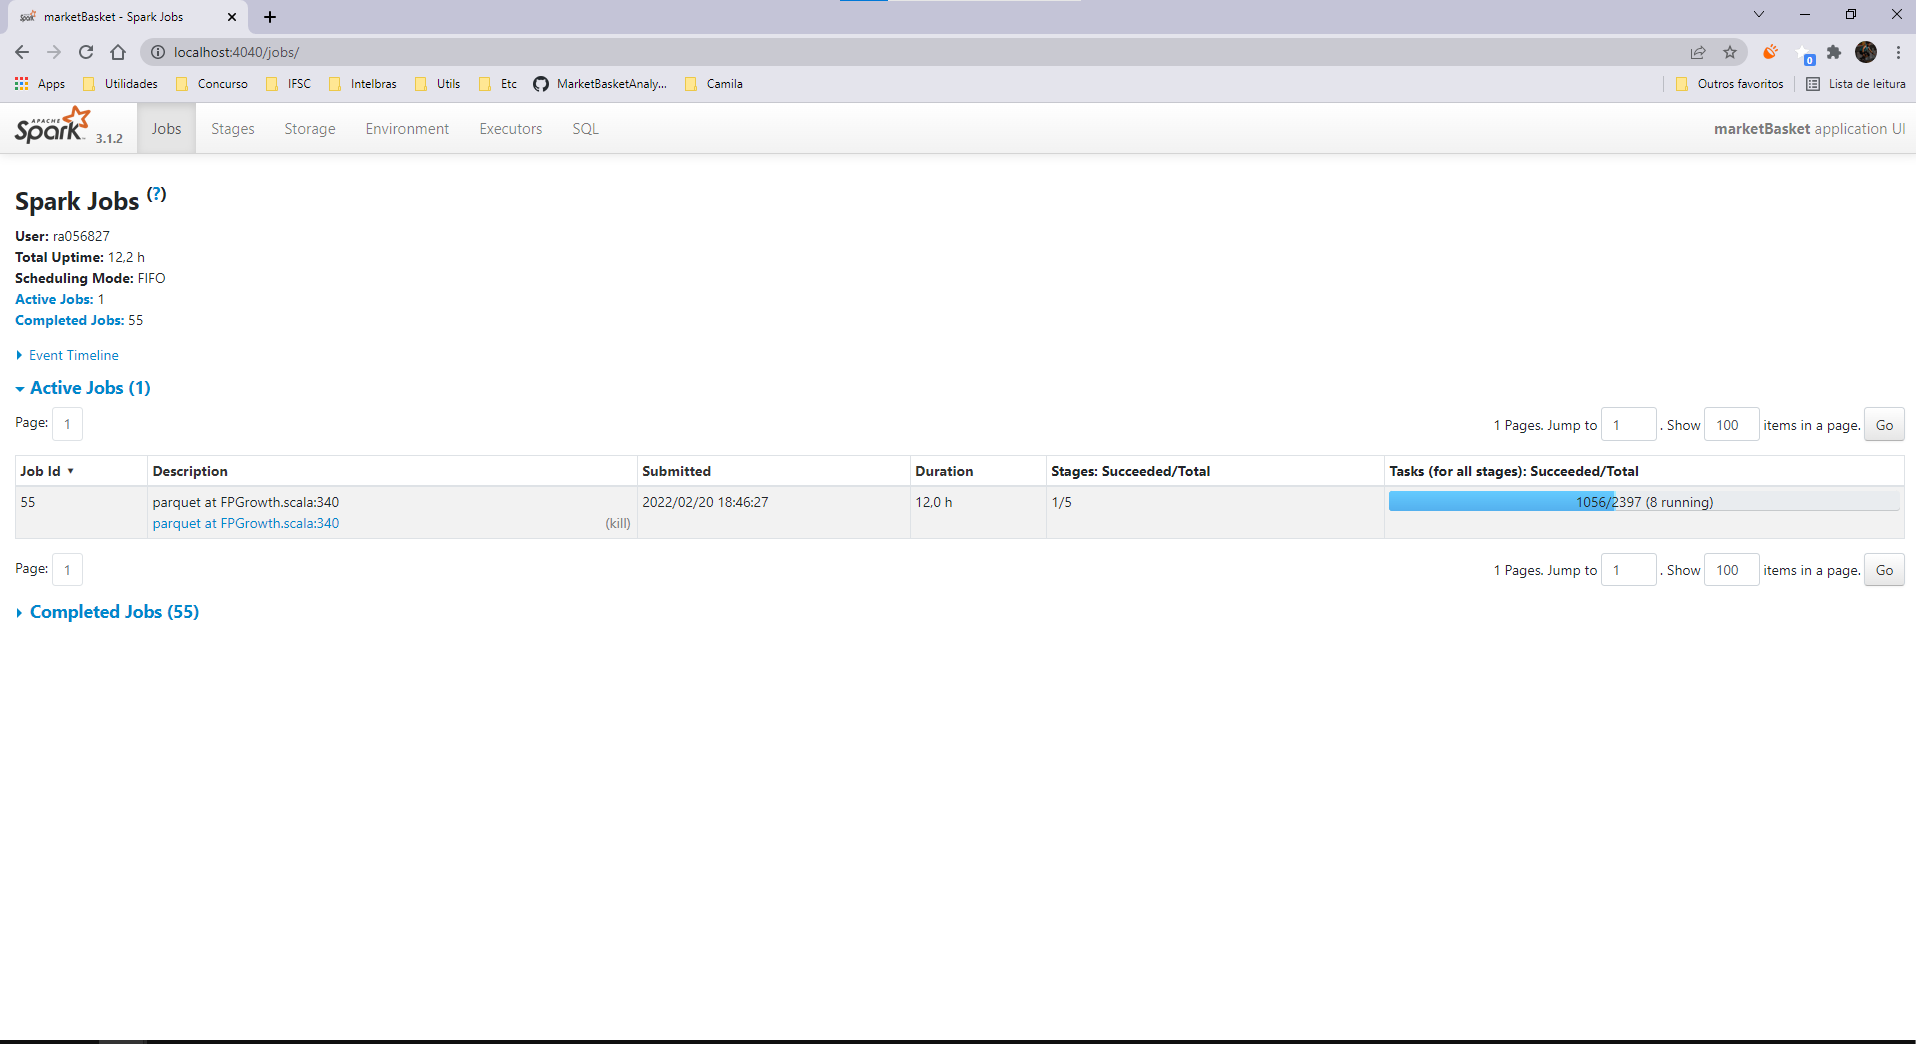 marketBasket - Spark Jobs
localhost:4040/jobs/
0
Apps Utilidades Concurso IFSC Intelbras Utils Etc MarketBasketAnaly... Camila Outros favoritos Lista de leitura
APACHE Spark 3.1.2 Jobs Stages Storage Environment Executors SQL marketBasket application UI
Spark Jobs (?)
User: ra056827
Total Uptime: 12,2 h
Scheduling Mode: FIFO
Active Jobs: 1
Completed Jobs: 55
Event Timeline
Active Jobs (1)
Page: 1 1 Pages. Jump to 1 . Show 100 items in a page. Go
Job Id ▾ Description Submitted Duration Stages: Succeeded/Total Tasks (for all stages): Succeeded/Total
55 parquet at FPGrowth.scala:340 2022/02/20 18:46:27 12,0 h 1/5 1056/2397 (8 running)
parquet at FPGrowth.scala:340 (kill)
Page: 1 1 Pages. Jump to 1 . Show 100 items in a page. Go
Completed Jobs (55)